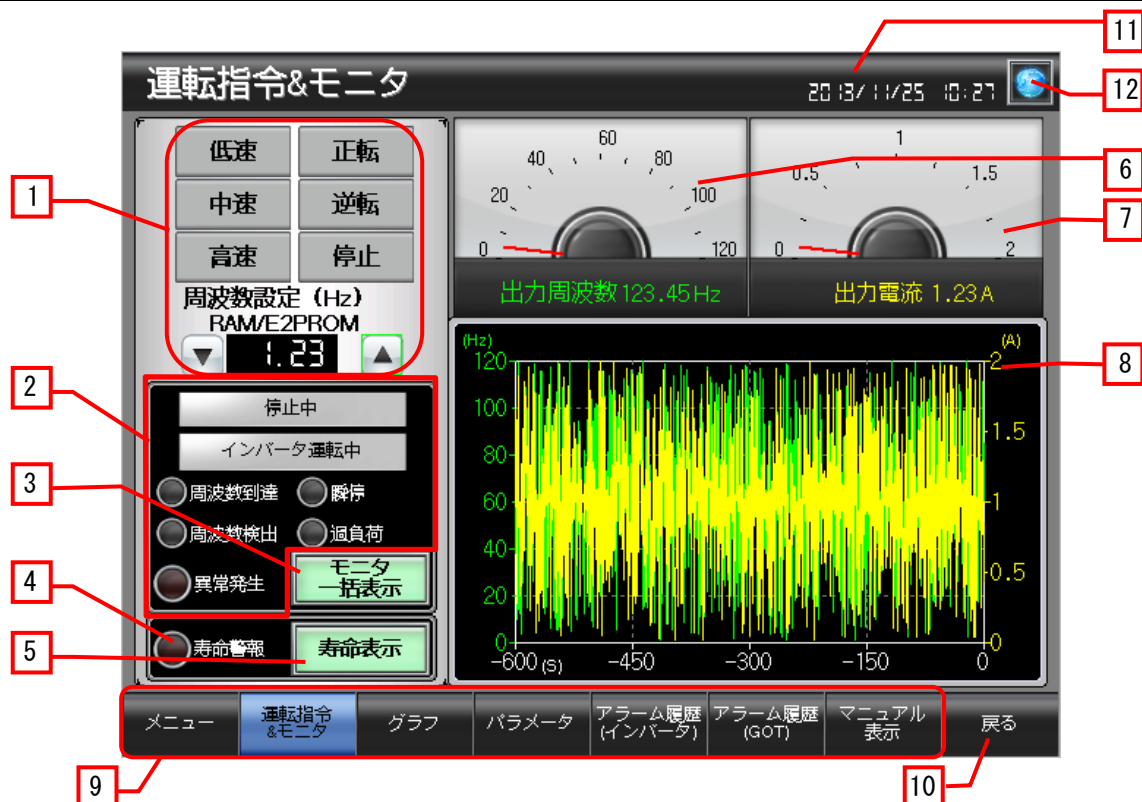 11
運転指令&モニタ
2013/11/25 10:27
12
低速 正転
中速 逆転
高速 停止
周波数設定 (Hz)
RAM/E2PROM
▼ 1.23 ▲
1
0 20 40 60 80 100 120
出力周波数123.45Hz
6
0 0.5 1 1.5 2
出力電流 1.23A
7
2
停止中
インバータ運転中
周波数到達 瞬停
周波数検出 過負荷
異常発生
モニタ
一括表示
3
4
寿命警報 寿命表示
5
(Hz) (A)
120 2
100
1.5
80
60 1
40
0.5
20
0 0
-600 (S) -450 -300 -150 0
8
メニュー
運転指令
&モニタ
グラフ
パラメータ
アラーム履歴
(インバータ)
アラーム履歴
(GOT)
マニュアル
表示
戻る
9
10